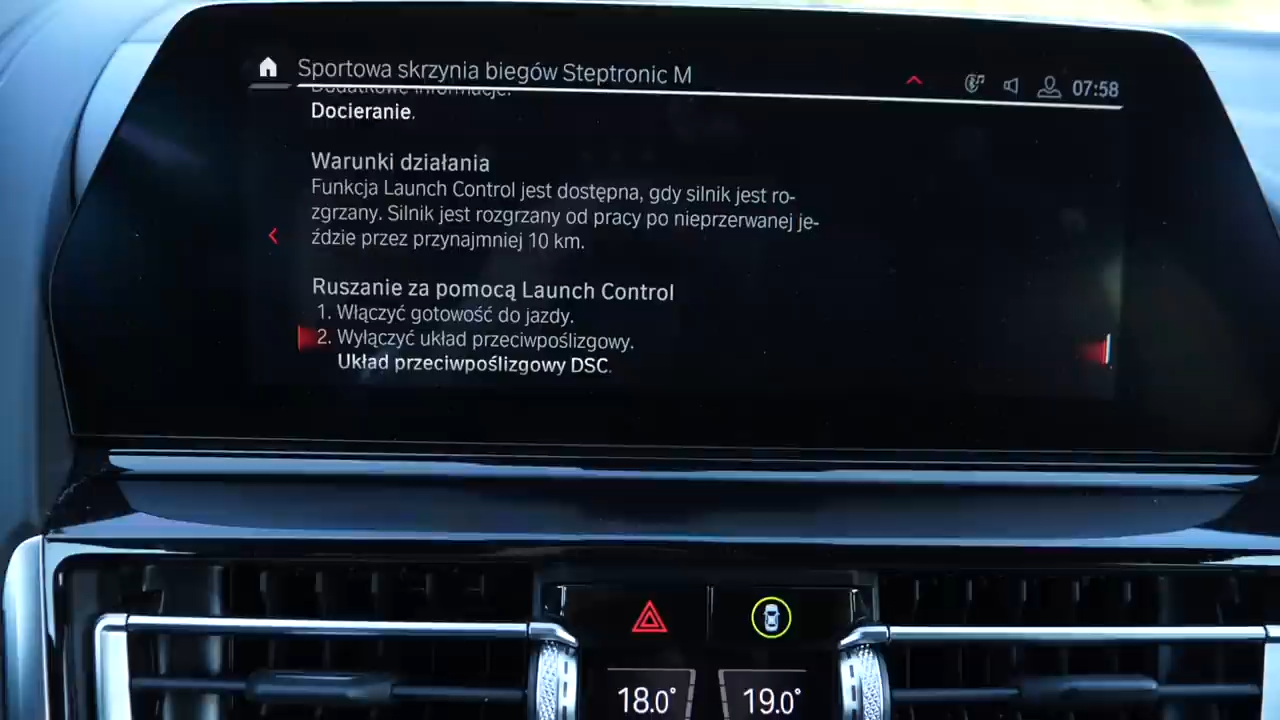 Sportowa skrzynia biegów Steptronic M
07:58
Dodatkowe informacje:
Docieranie.
Warunki działania
Funkcja Launch Control jest dostępna, gdy silnik jest ro-
zgrzany. Silnik jest rozgrzany od pracy po nieprzerwanej je-
ździe przez przynajmniej 10 km.
Ruszanie za pomocą Launch Control
1. Włączyć gotowość do jazdy.
2. Wyłączyć układ przeciwpoślizgowy.
Układ przeciwpoślizgowy DSC.
18.0° 19.0°